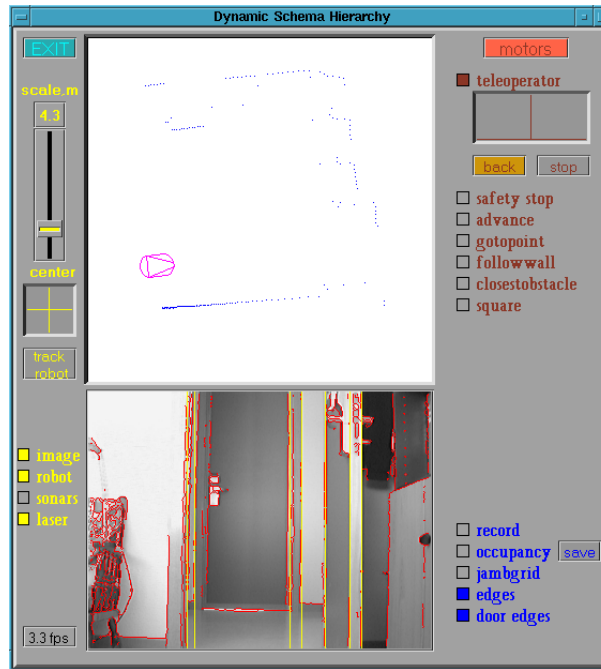 Dynamic Schema Hierarchy
EXIT
motors
scale,m
4.3
teleoperator
back
stop
safety stop
advance
gotopoint
followwall
closestobstacle
square
center
track
robot
image
robot
sonars
laser
record
occupancy
save
jambgrid
edges
door edges
3.3 fps